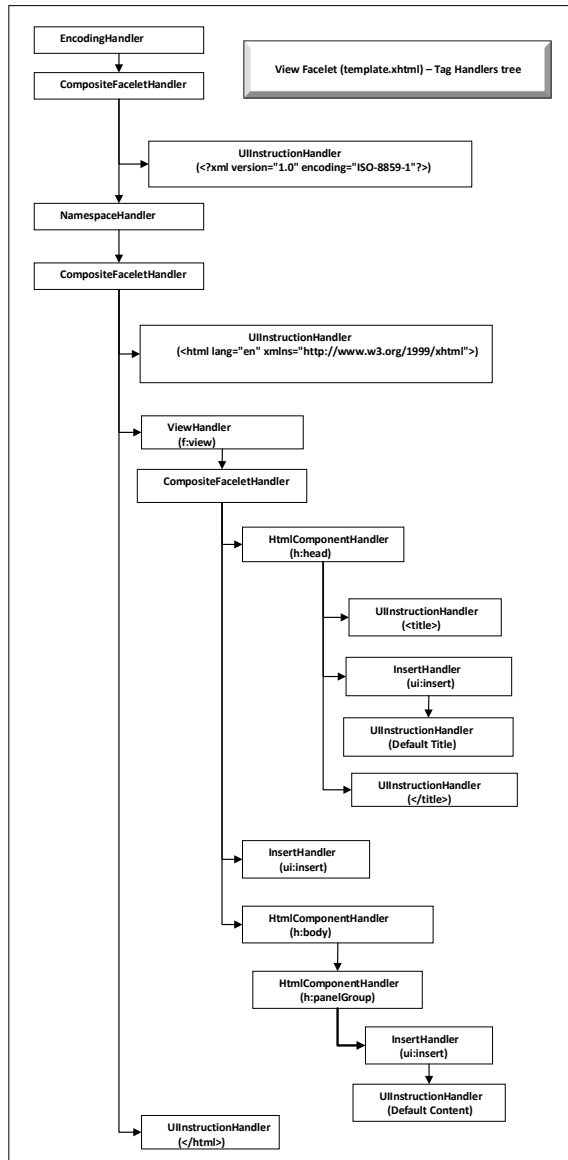 EncodingHandler
View Facelet (template.xhtml) – Tag Handlers tree
CompositeFaceletHandler
UIInstructionHandler
(<?xml version="1.0" encoding="ISO-8859-1"?>)
NamespaceHandler
CompositeFaceletHandler
UIInstructionHandler
(<html lang="en" xmlns="http://www.w3.org/1999/xhtml">)
ViewHandler
(f:view)
CompositeFaceletHandler
HtmlComponentHandler
(h:head)
UIInstructionHandler
(<title>)
InsertHandler
(ui:insert)
UIInstructionHandler
(Default Title)
UIInstructionHandler
(</title>)
InsertHandler
(ui:insert)
HtmlComponentHandler
(h:body)
HtmlComponentHandler
(h:panelGroup)
InsertHandler
(ui:insert)
UIInstructionHandler
(Default Content)
UIInstructionHandler
(</html>)